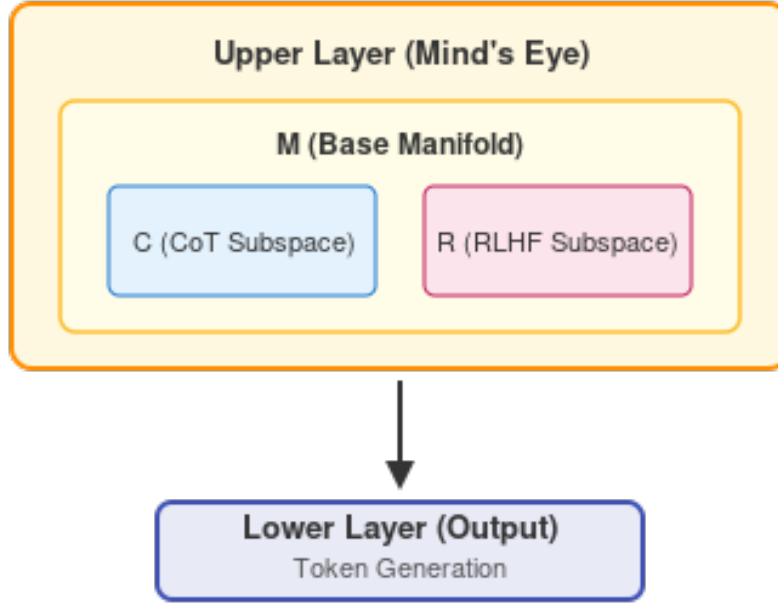 Upper Layer (Mind's Eye)
M (Base Manifold)
C (CoT Subspace)
R (RLHF Subspace)
Lower Layer (Output)
Token Generation